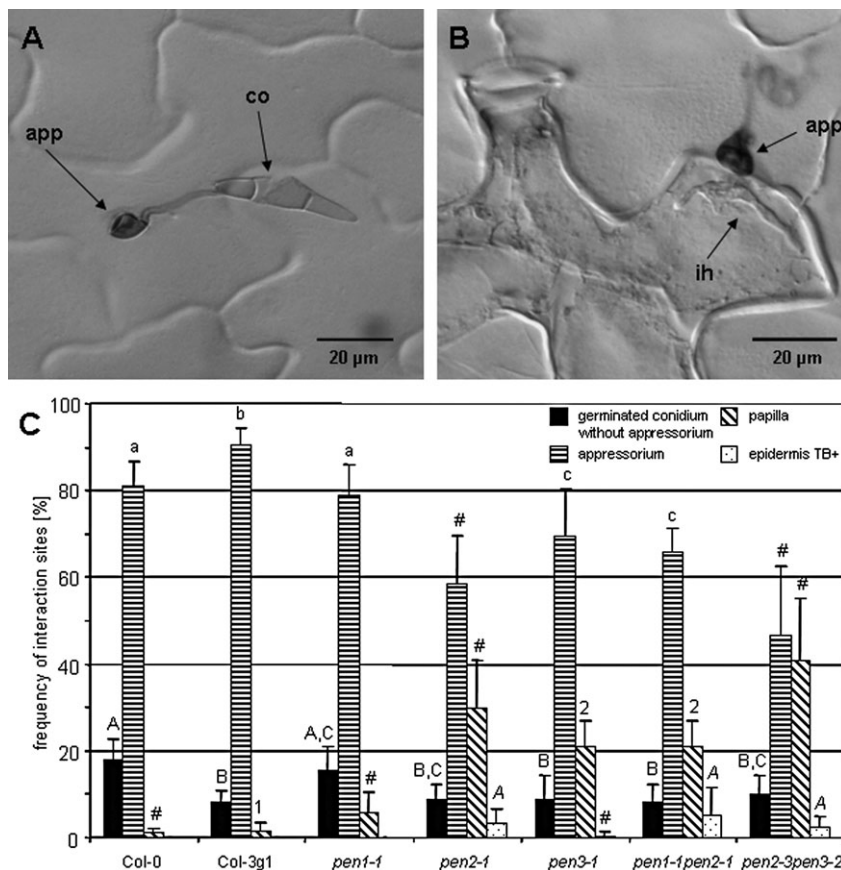 A
app
co
20 µm
B
app
ih
20 µm
C
frequency of interaction sites [%]
100
80
60
40
20
0
germinated conidium
without appressorium
appressorium
papilla
epidermis TB+
A
a
#
B
b
1
A,C
a
#
B,C
#
#
A
B
c
2
#
B
c
2
A
B,C
#
#
A
Col-0
Col-3g1
pen1-1
pen2-1
pen3-1
pen1-1pen2-1
pen2-3pen3-2